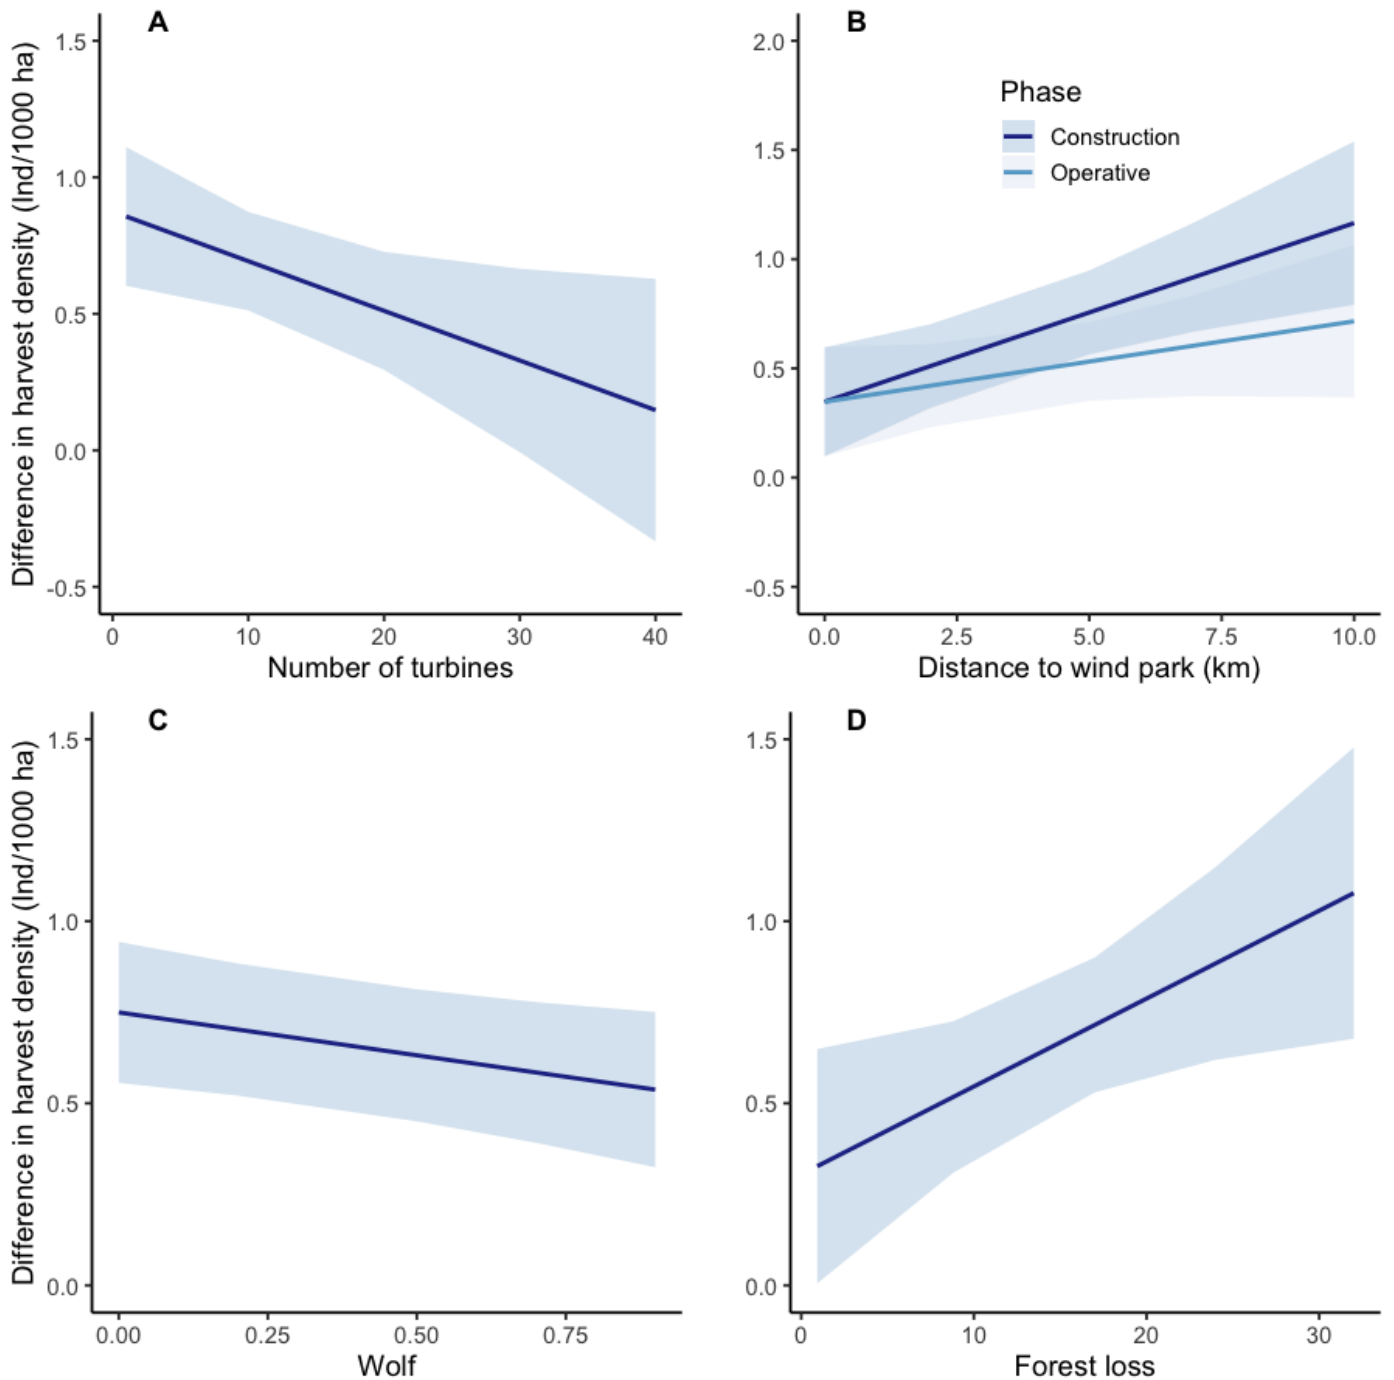 A
Difference in harvest density (Ind/1000 ha)
1.5
1.0
0.5
0.0
-0.5
0 10 20 30 40
Number of turbines
B
2.0
1.5
1.0
0.5
0.0
-0.5
Phase
Construction
Operative
0.0 2.5 5.0 7.5 10.0
Distance to wind park (km)
C
Difference in harvest density (Ind/1000 ha)
1.5
1.0
0.5
0.0
0.00 0.25 0.50 0.75
Wolf
D
1.5
1.0
0.5
0.0
0 10 20 30
Forest loss